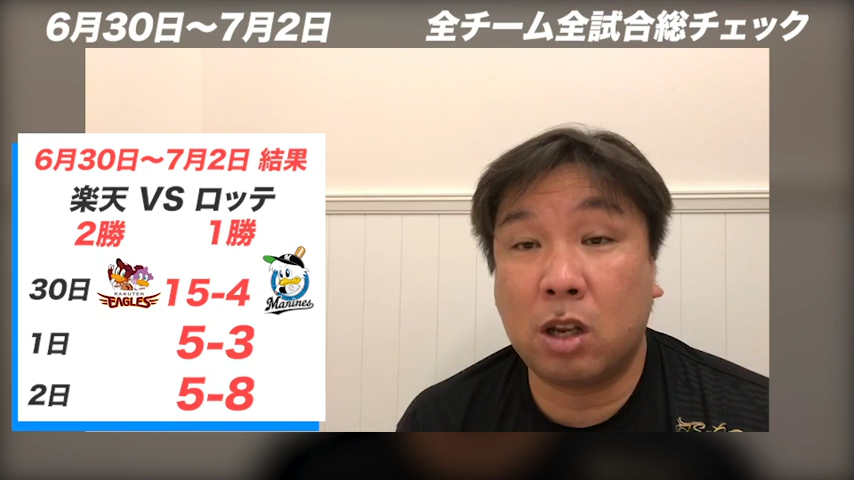 6月30日〜7月2日 全チーム全試合総チェック
6月30日〜7月2日 結果
楽天 VS ロッテ
2勝 1勝
30日 RAKUTEN EAGLES 15-4 Marines
1日 5-3
2日 5-8